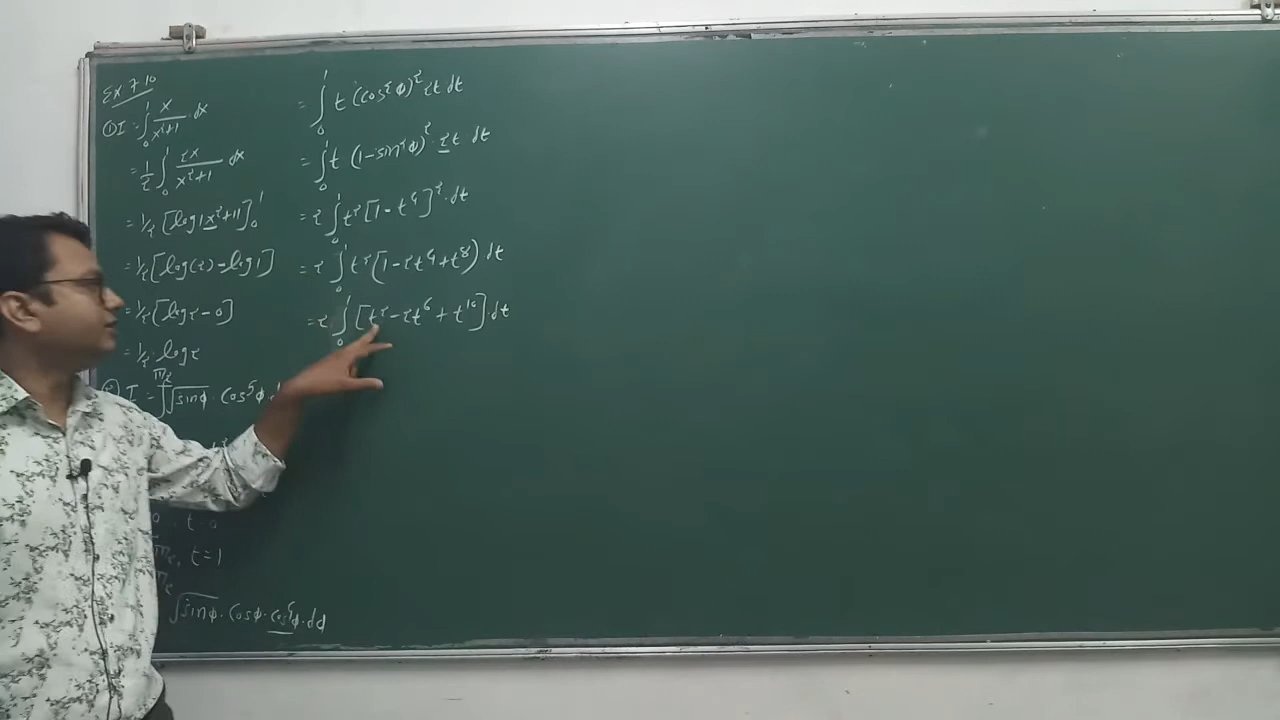 Ex 7.10
① I = ∫₀¹ x/(x²+1) · dx
= 1/2 ∫₀¹ 2x/(x²+1) dx
= 1/2 [log|x²+1|]₀¹
= 1/2 [log(2) - log 1]
= 1/2 [log 2 - 0]
= 1/2 · log 2
I = ∫ √sinφ · cos⁵φ ·
t = 0
π/2, t = 1
√sinφ · cosφ · cos⁴φ · dφ
= ∫₀¹ t (cos²φ)² 2t dt
= ∫₀¹ t (1 - sin²φ)² · 2t dt
= 2 ∫₀¹ t² [1 - t⁴]² · dt
= 2 ∫₀¹ t² (1 - 2t⁴ + t⁸) dt
= 2 ∫₀¹ [t² - 2t⁶ + t¹⁰] · dt